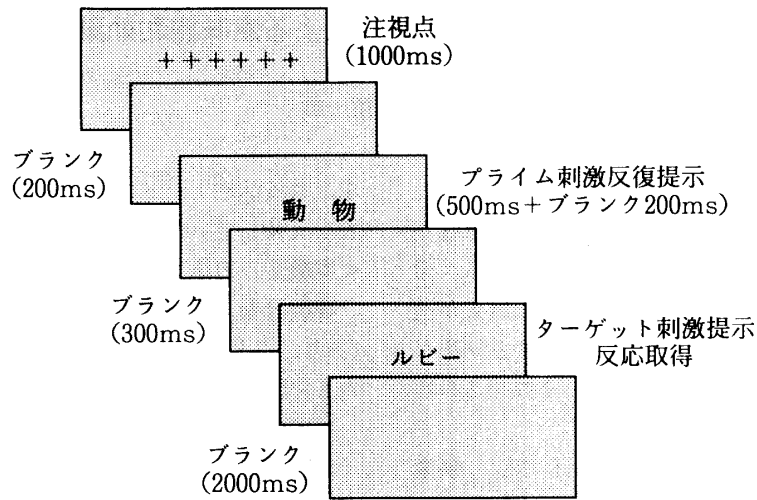 注視点
(1000ms)
++++++
ブランク
(200ms)
プライム刺激反復提示
(500ms+ブランク200ms)
動 物
ブランク
(300ms)
ターゲット刺激提示
反応取得
ルビー
ブランク
(2000ms)